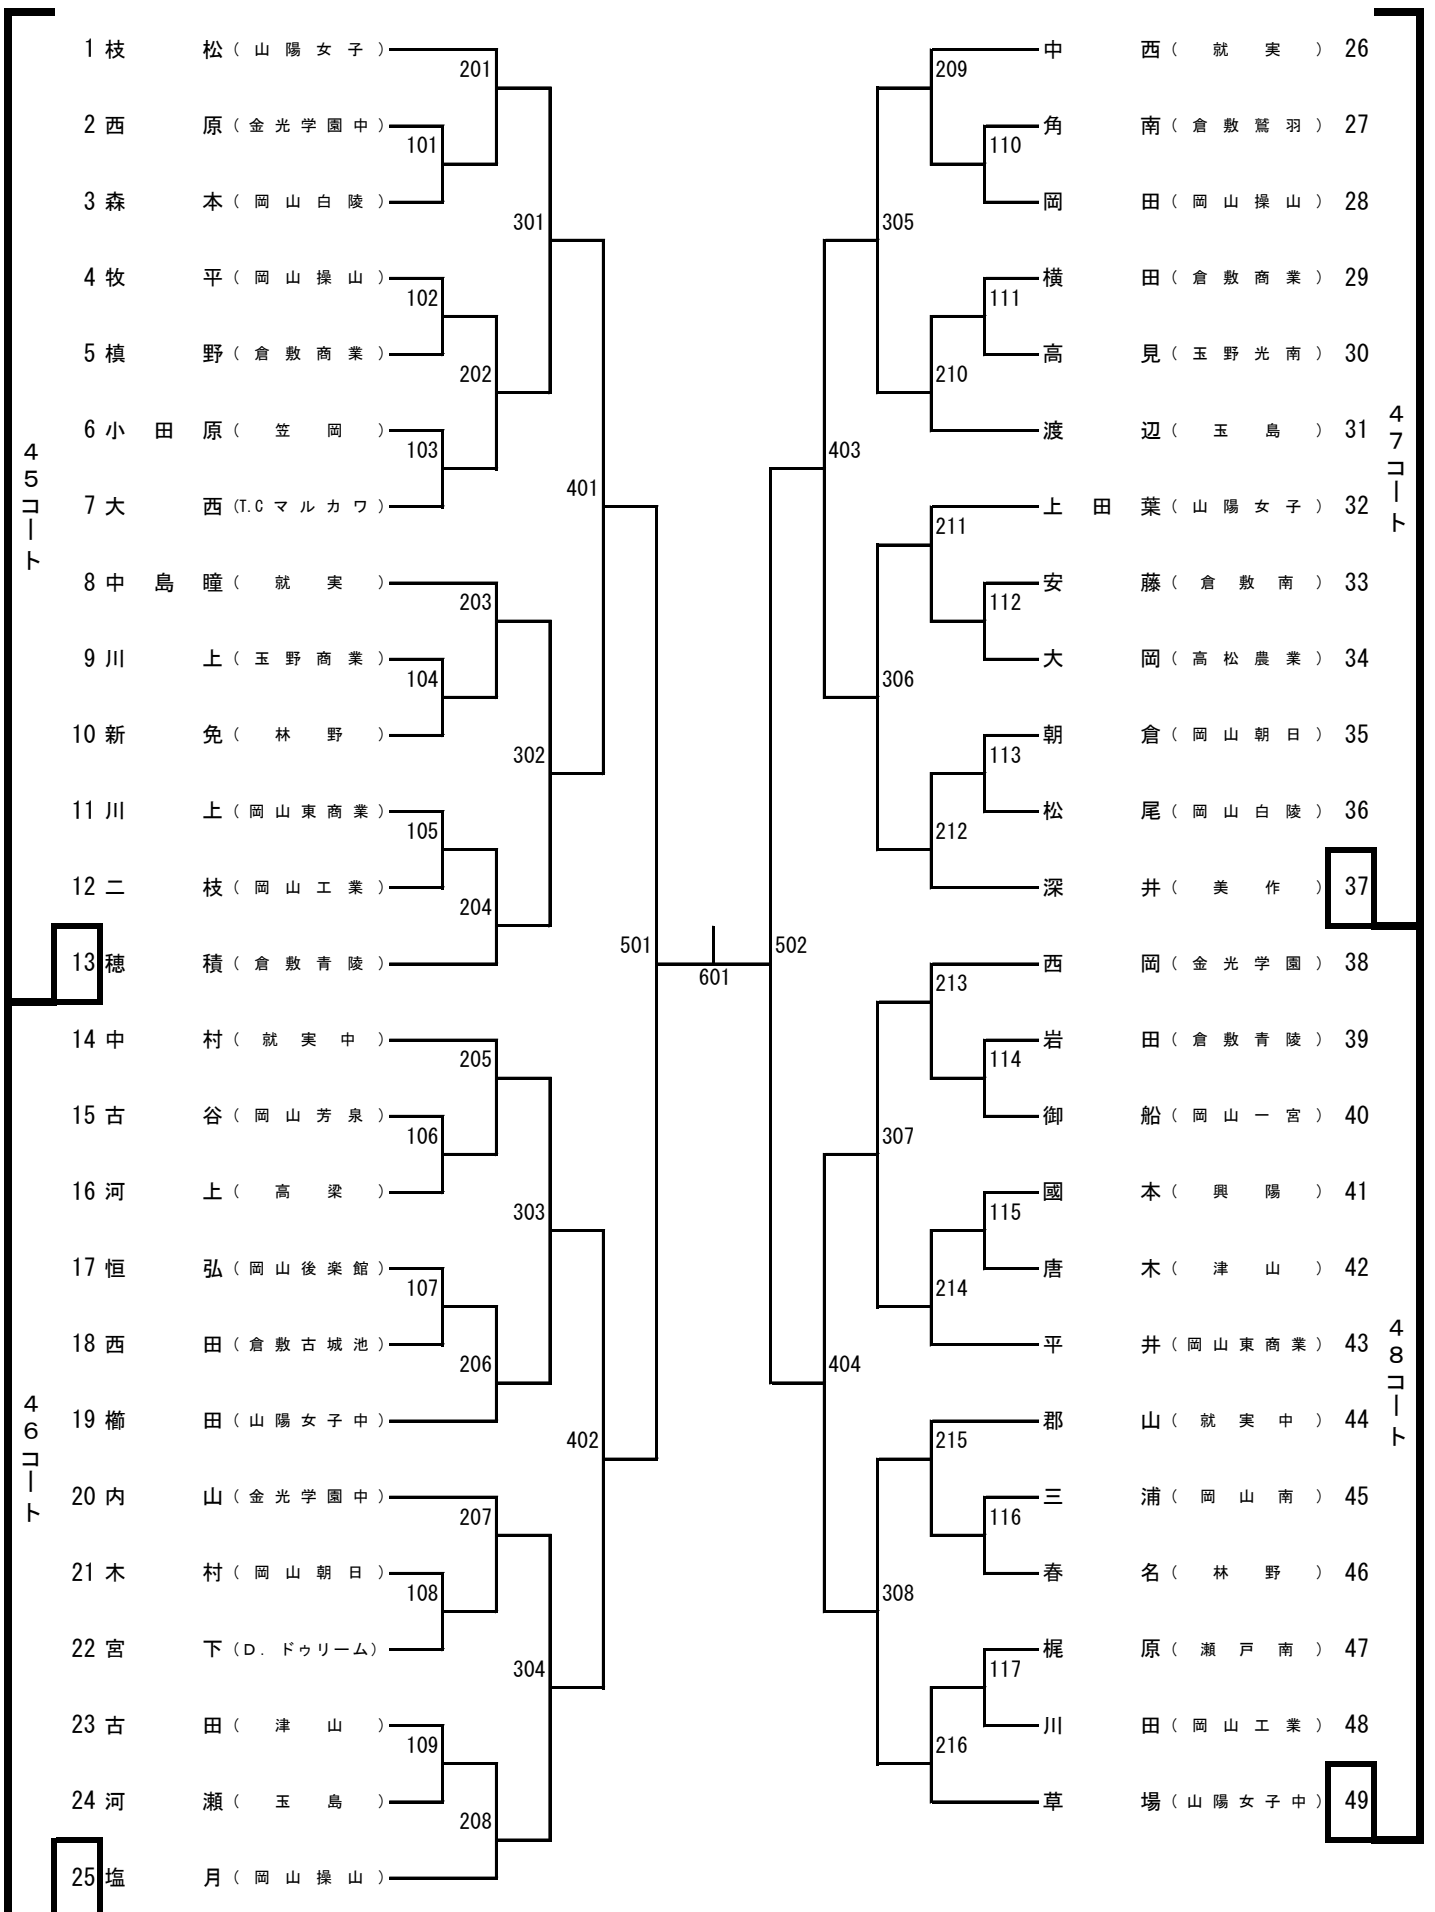 1 枝松(山陽女子)
201
2 西原(金光学園中)
101
3 森本(岡山白陵)
301
4 牧平(岡山操山)
102
5 槙野(倉敷商業)
202
6 小田原(笠岡)
103
45コート
401
7 大西(T.Cマルカワ)
8 中島瞳(就実)
203
9 川上(玉野商業)
104
10 新免(林野)
302
11 川上(岡山東商業)
105
12 二枝(岡山工業)
204
13 穂積(倉敷青陵)
501
601
14 中村(就実中)
205
15 古谷(岡山芳泉)
106
16 河上(高梁)
303
17 恒弘(岡山後楽館)
107
18 西田(倉敷古城池)
206
19 櫛田(山陽女子中)
46コート
402
20 内山(金光学園中)
207
21 木村(岡山朝日)
108
22 宮下(D.ドゥリーム)
304
23 古田(津山)
109
24 河瀬(玉島)
208
25 塩月(岡山操山)
中西(就実) 26
209
角南(倉敷鷲羽) 27
110
岡田(岡山操山) 28
305
横田(倉敷商業) 29
111
高見(玉野光南) 30
210
渡辺(玉島) 31
47コート
403
上田葉(山陽女子) 32
211
安藤(倉敷南) 33
112
大岡(高松農業) 34
306
朝倉(岡山朝日) 35
113
松尾(岡山白陵) 36
212
深井(美作) 37
502
西岡(金光学園) 38
213
岩田(倉敷青陵) 39
114
御船(岡山一宮) 40
307
國本(興陽) 41
115
唐木(津山) 42
214
平井(岡山東商業) 43
48コート
404
郡山(就実中) 44
215
三浦(岡山南) 45
116
春名(林野) 46
308
梶原(瀬戸南) 47
117
川田(岡山工業) 48
216
草場(山陽女子中) 49